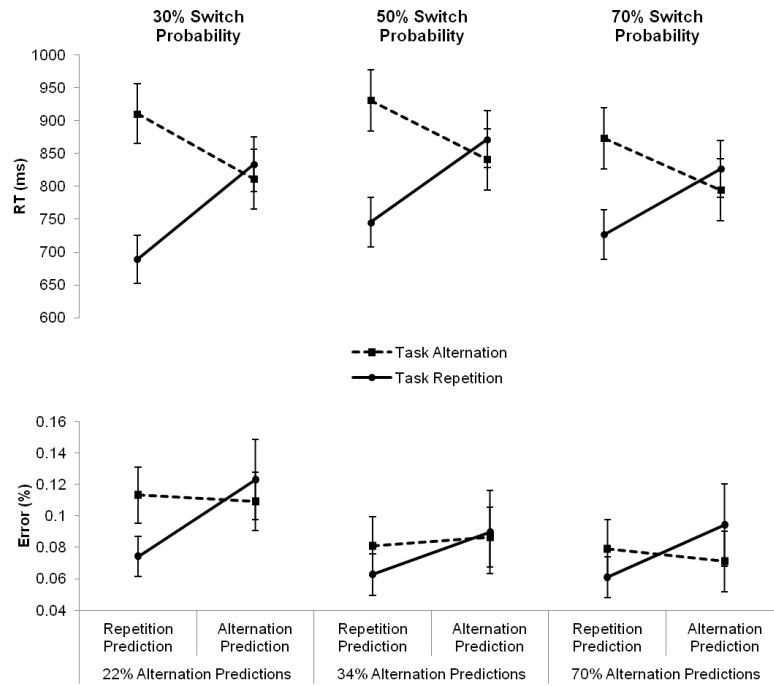 30% Switch
Probability
50% Switch
Probability
70% Switch
Probability
1000
950
900
850
800
750
700
650
600
RT (ms)
Task Alternation
Task Repetition
0.16
0.14
0.12
0.1
0.08
0.06
0.04
Error (%)
Repetition
Prediction
Alternation
Prediction
Repetition
Prediction
Alternation
Prediction
Repetition
Prediction
Alternation
Prediction
22% Alternation Predictions
34% Alternation Predictions
70% Alternation Predictions